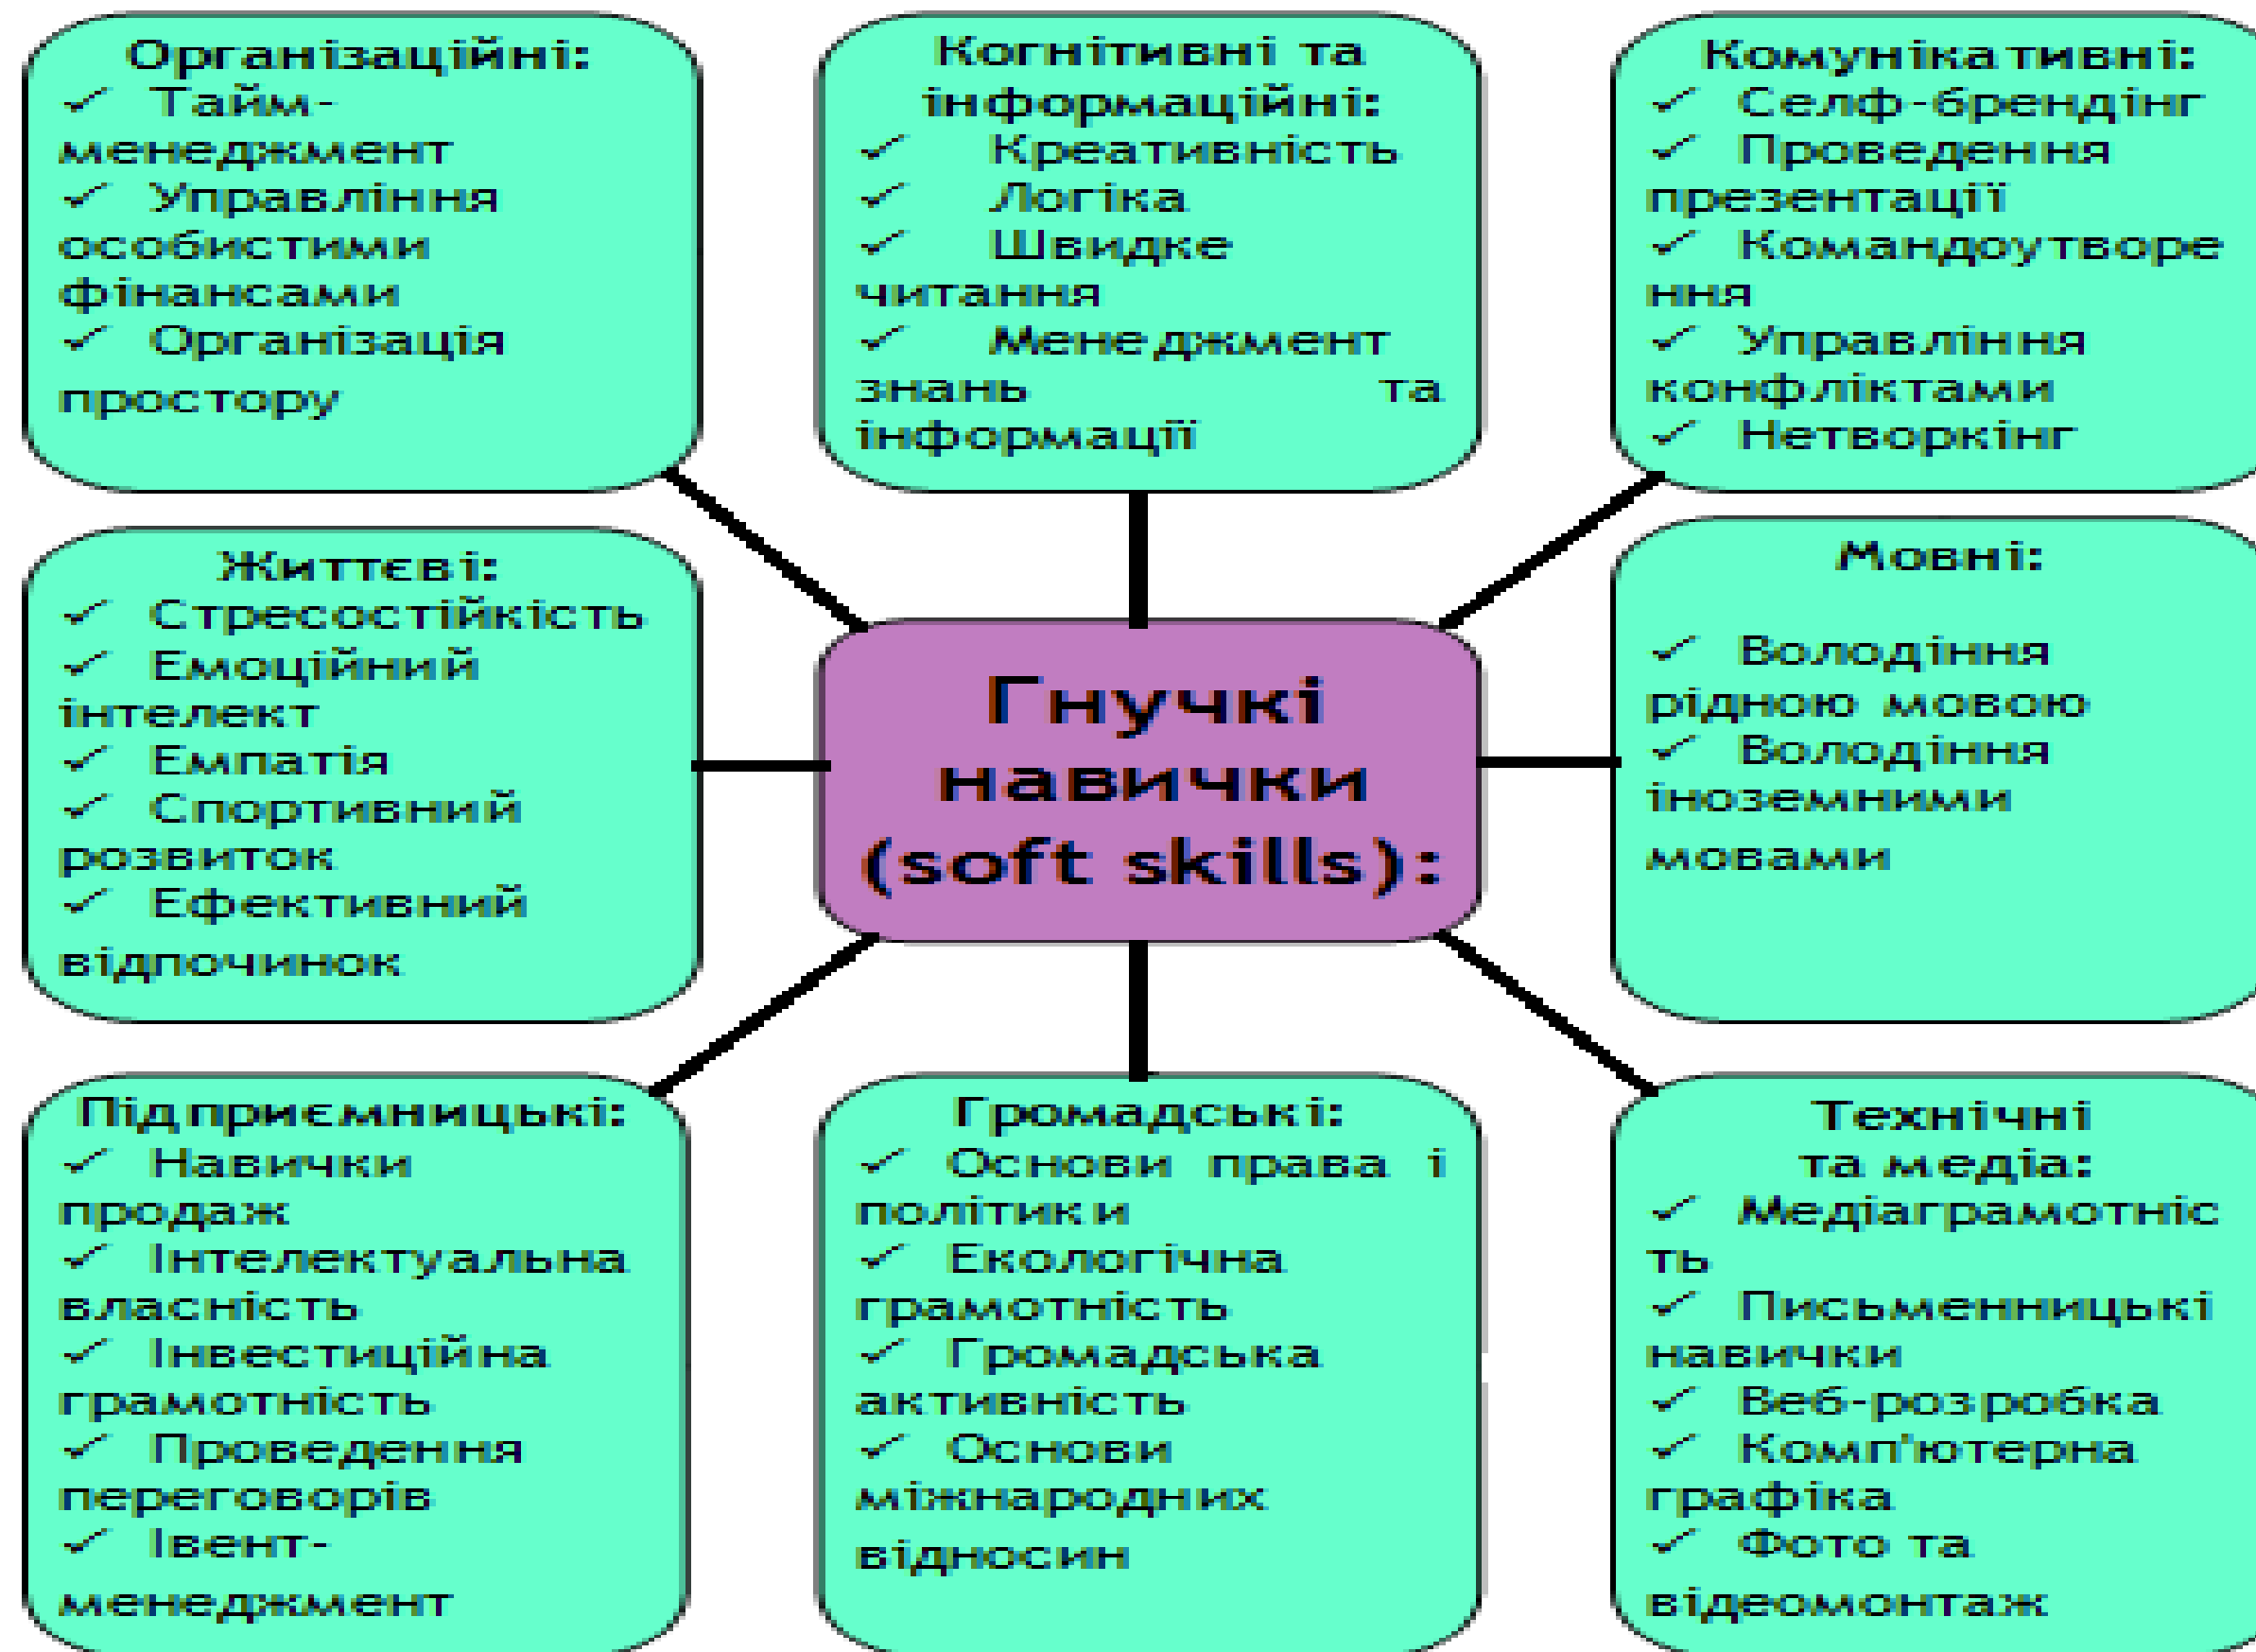 Організаційні:
✓ Тайм-
менеджмент
✓ Управління
особистими
фінансами
✓ Організація
простору
Когнітивні та
інформаційні:
✓ Креативність
✓ Логіка
✓ Швидке
читання
✓ Менеджмент
знань та
інформації
Комунікативні:
✓ Селф-брендінг
✓ Проведення
презентації
✓ Командоутворе
ння
✓ Управління
конфліктами
✓ Нетворкінг
Життєві:
✓ Стресостійкість
✓ Емоційний
інтелект
✓ Емпатія
✓ Спортивний
розвиток
✓ Ефективний
відпочинок
Гнучкі
навички
(soft skills):
Мовні:
✓ Володіння
рідною мовою
✓ Володіння
іноземними
мовами
Підприємницькі:
✓ Навички
продаж
✓ Інтелектуальна
власність
✓ Інвестиційна
грамотність
✓ Проведення
переговорів
✓ Івент-
менеджмент
Громадські:
✓ Основи права і
політики
✓ Екологічна
грамотність
✓ Громадська
активність
✓ Основи
міжнародних
відносин
Технічні
та медіа:
✓ Медіаграмотніс
ть
✓ Письменницькі
навички
✓ Веб-розробка
✓ Комп'ютерна
графіка
✓ Фото та
відеомонтаж